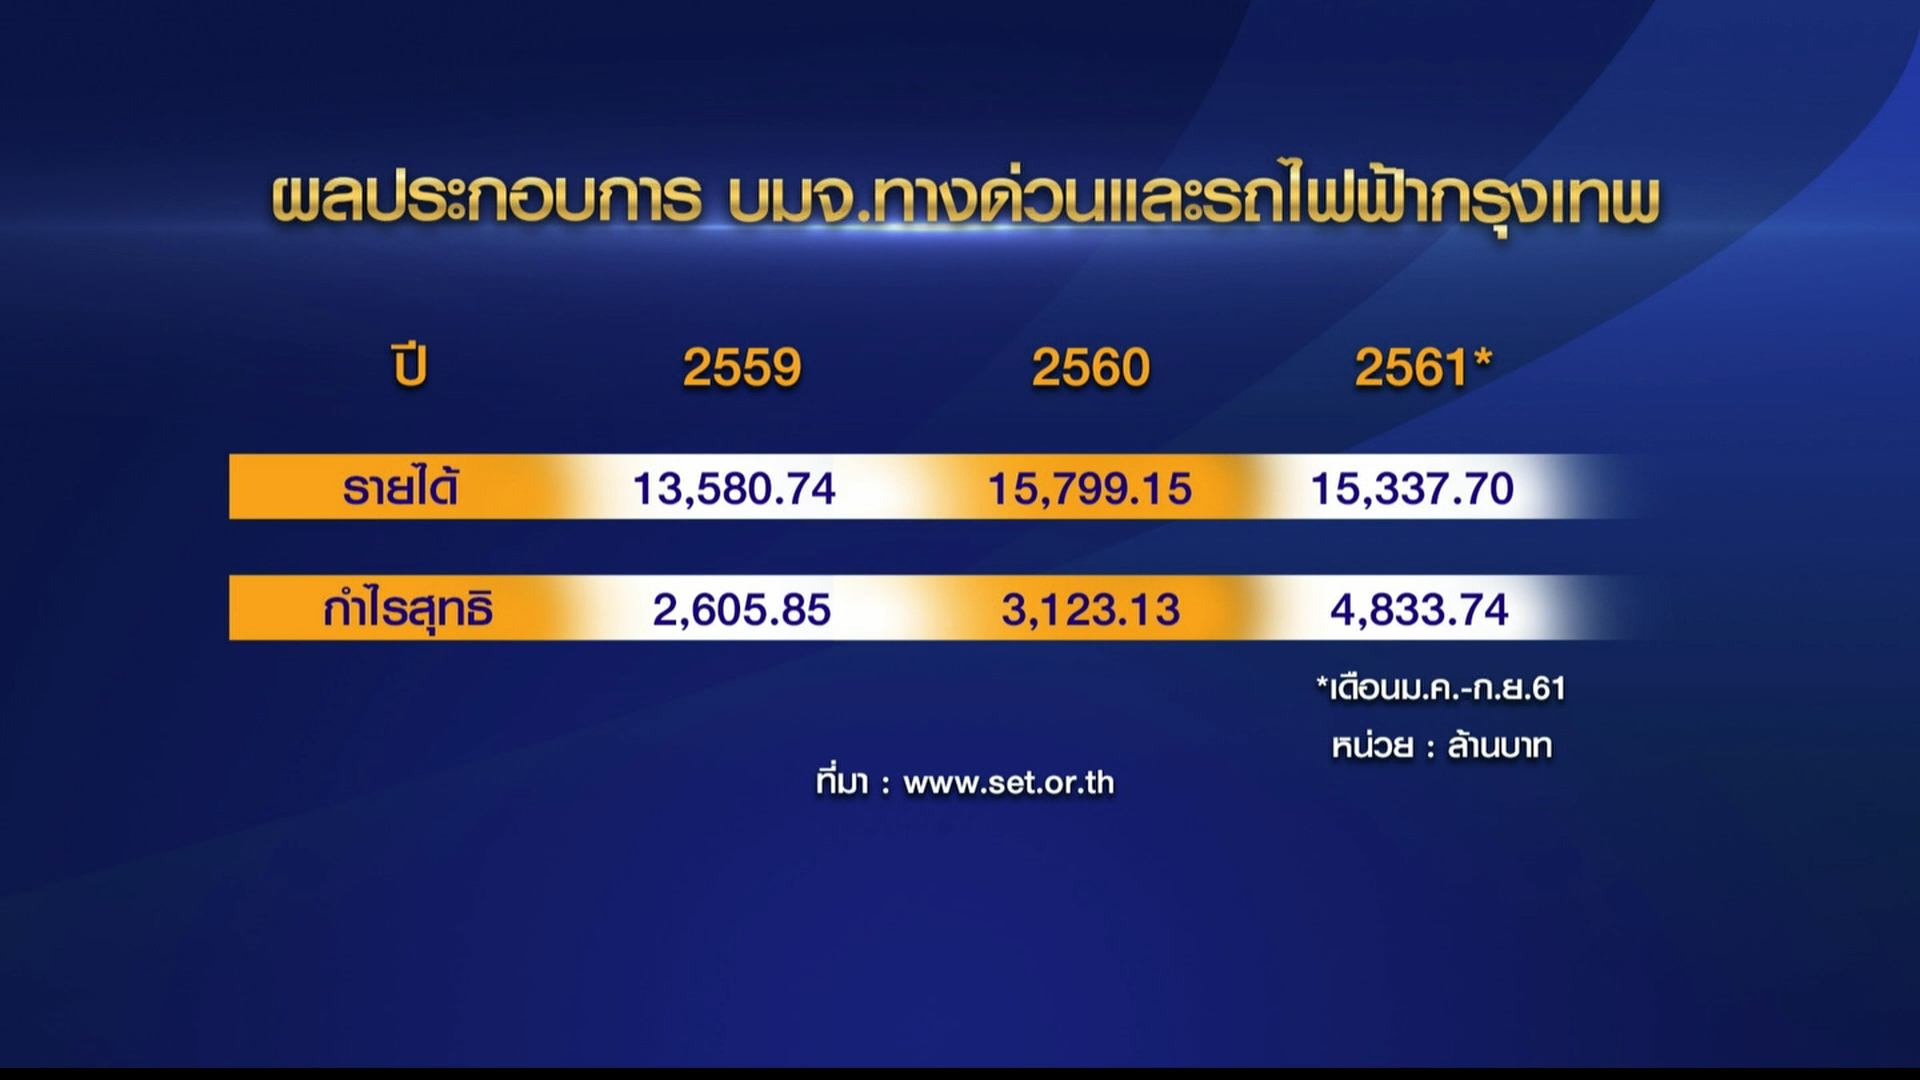 ผลประกอบการ บมจ.ทางด่วนและรถไฟฟ้ากรุงเทพ
ปี 2559 2560 2561*
รายได้ 13,580.74 15,799.15 15,337.70
กำไรสุทธิ 2,605.85 3,123.13 4,833.74
*เดือนม.ค.-ก.ย.61
หน่วย : ล้านบาท
ที่มา : www.set.or.th